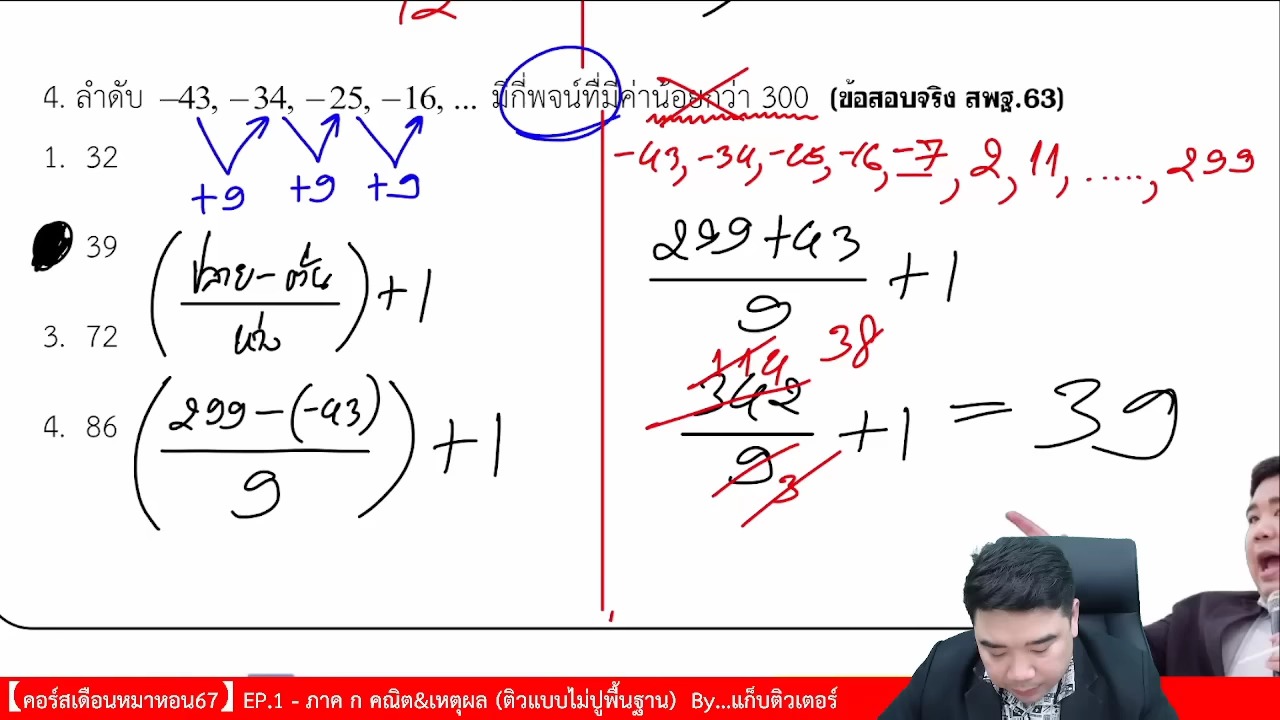 12
4. ลำดับ −43, −34, −25, −16, ... มีกี่พจน์ที่มีค่าน้อยกว่า 300 (ข้อสอบจริง สพฐ.63)
+9 +9 +9
-43, -34, -25, -16, -7, 2, 11, ....., 299
1. 32
39
3. 72
4. 86
(ปลาย - ต้น
ห่าง) + 1
(299 - (-43)
9) + 1
299 + 43
9 + 1
114 38
342
9 3 + 1 = 39
【คอร์สเดือนหมาหอน67】 EP.1 - ภาค ก คณิต&เหตุผล (ติวแบบไม่ปูพื้นฐาน) By...แก็บติวเตอร์